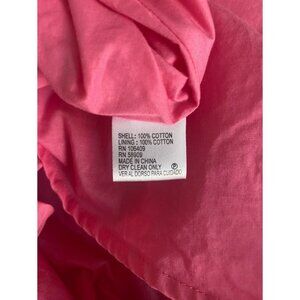 SHELL: 100% COTTON
LINING : 100% COTTON
RN 106409
RN 58909
MADE IN CHINA
DRY CLEAN ONLY Ⓟ
VER AL DORSO PARA CUIDADO